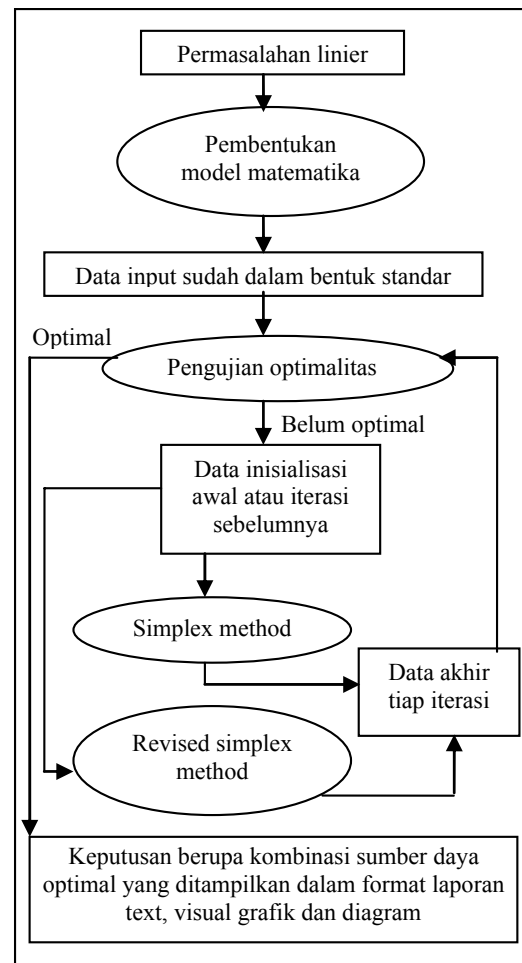 Permasalahan linier
Pembentukan
model matematika
Data input sudah dalam bentuk standar
Optimal
Pengujian optimalitas
Belum optimal
Data inisialisasi
awal atau iterasi
sebelumnya
Simplex method
Data akhir
tiap iterasi
Revised simplex
method
Keputusan berupa kombinasi sumber daya
optimal yang ditampilkan dalam format laporan
text, visual grafik dan diagram